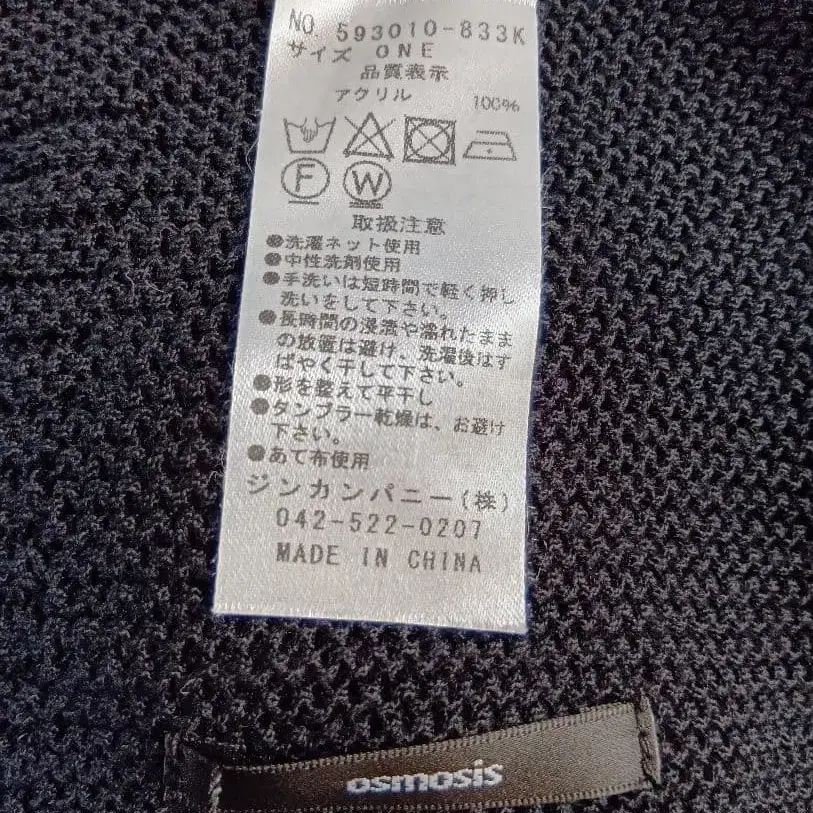 NO. 593010-833K
サイズ ONE
品質表示
アクリル 100%
F W
取扱注意
●洗濯ネット使用
●中性洗剤使用
●手洗いは短時間で軽く押し
洗いをして下さい。
●長時間の浸漬や濡れたまま
の放置は避け、洗濯後はす
ばやく干して下さい。
●形を整えて平干し
●タンブラー乾燥は、お避け
下さい。
●あて布使用
ジンカンパニー(株)
042-522-0207
MADE IN CHINA
osmosis